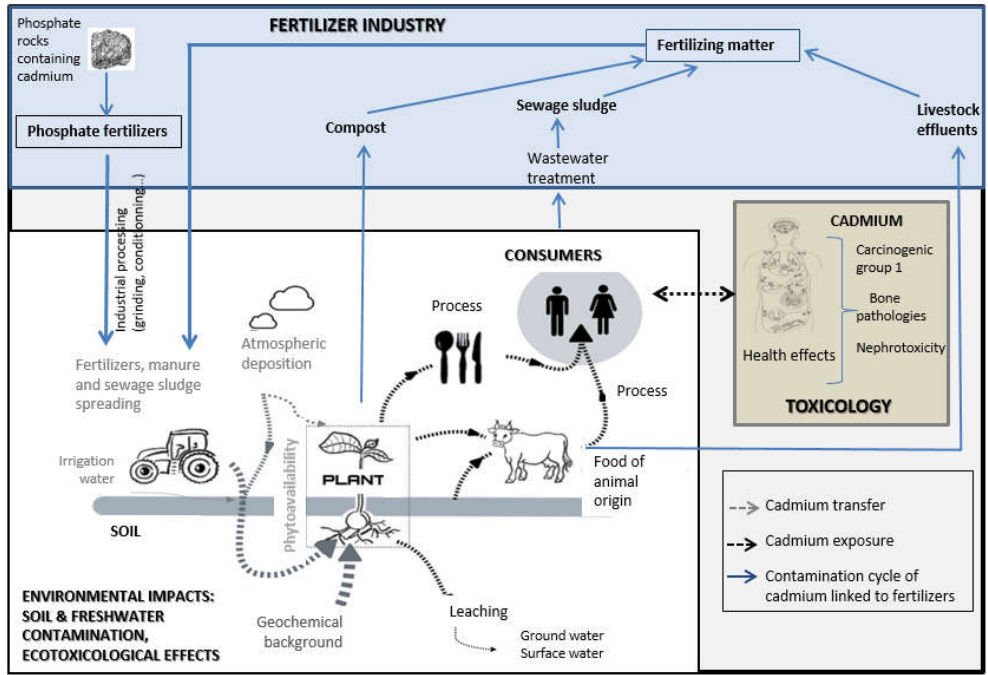 FERTILIZER INDUSTRY
Phosphate
rocks
containing
cadmium
Fertilizing matter
Phosphate fertilizers
Compost
Sewage sludge
Livestock
effluents
Wastewater
treatment
Industrial processing
(grinding, conditionning...)
CONSUMERS
CADMIUM
Carcinogenic
group 1
Bone
pathologies
Nephrotoxicity
Health effects
TOXICOLOGY
Process
Atmospheric
deposition
Fertilizers, manure
and sewage sludge
spreading
Process
Irrigation
water
Phytoavailability
PLANT
Food of
animal
origin
SOIL
Cadmium transfer
Cadmium exposure
Contamination cycle of
cadmium linked to fertilizers
ENVIRONMENTAL IMPACTS:
SOIL & FRESHWATER
CONTAMINATION,
ECOTOXICOLOGICAL EFFECTS
Geochemical
background
Leaching
Ground water
Surface water